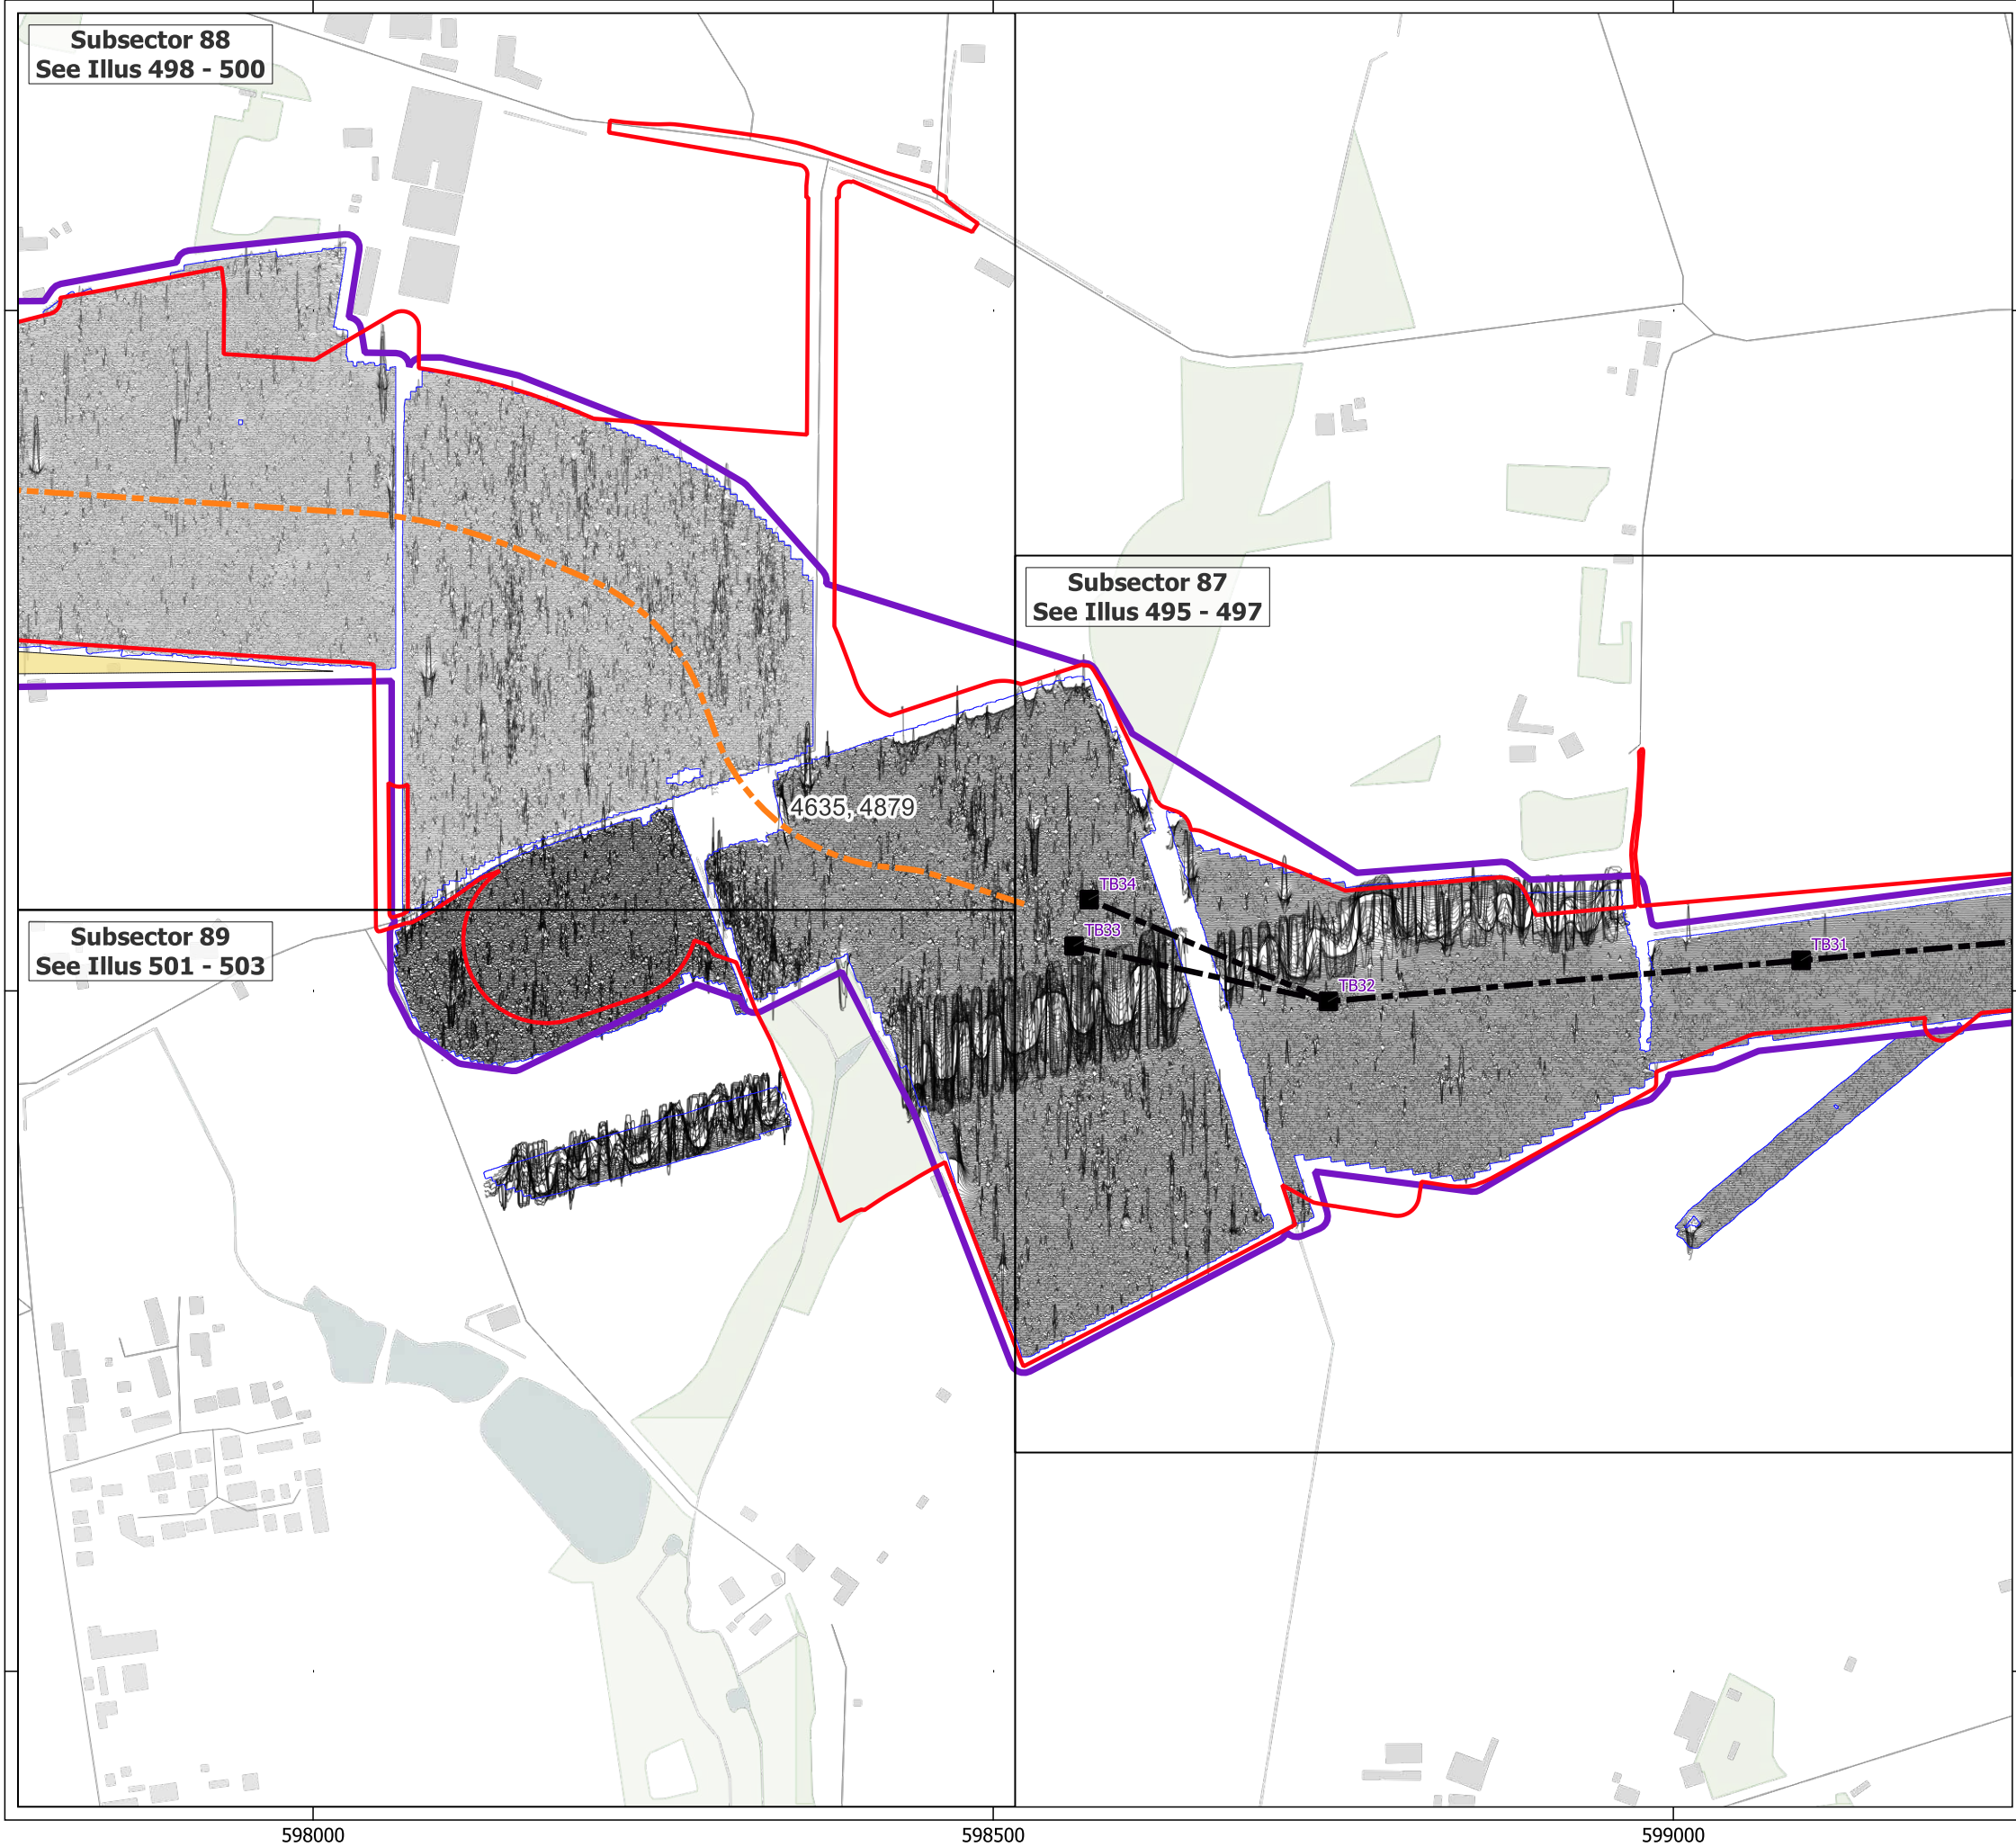 Subsector 88
See Illus 498 - 500
Subsector 87
See Illus 495 - 497
4635, 4879
TB34
TB33
TB31
TB32
Subsector 89
See Illus 501 - 503
598000
598500
599000